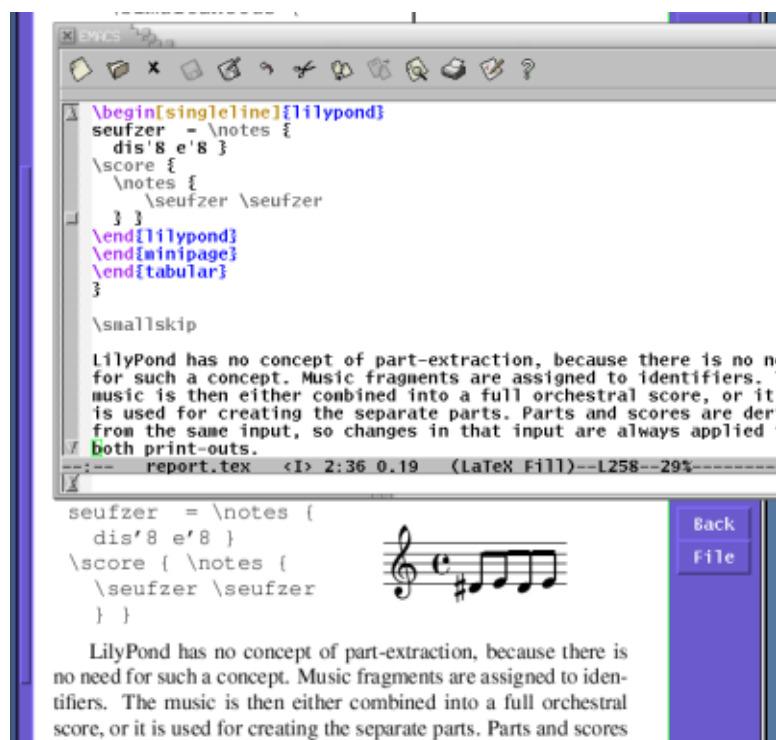 EMACS
\begin[singleline]{lilypond}
seufzer = \notes {
dis'8 e'8 }
\score {
\notes {
\seufzer \seufzer
} }
\end{lilypond}
\end{minipage}
\end{tabular}
}
\smallskip
LilyPond has no concept of part-extraction, because there is no
for such a concept. Music fragments are assigned to identifiers.
music is then either combined into a full orchestral score, or it
is used for creating the separate parts. Parts and scores are der
from the same input, so changes in that input are always applied
both print-outs.
--:-- report.tex <I> 2:36 0.19 (LaTeX Fill)--L258--29%--------
seufzer = \notes {
dis'8 e'8 }
\score { \notes {
\seufzer \seufzer
} }
Back
File
LilyPond has no concept of part-extraction, because there is
no need for such a concept. Music fragments are assigned to iden-
tifiers. The music is then either combined into a full orchestral
score, or it is used for creating the separate parts. Parts and scores